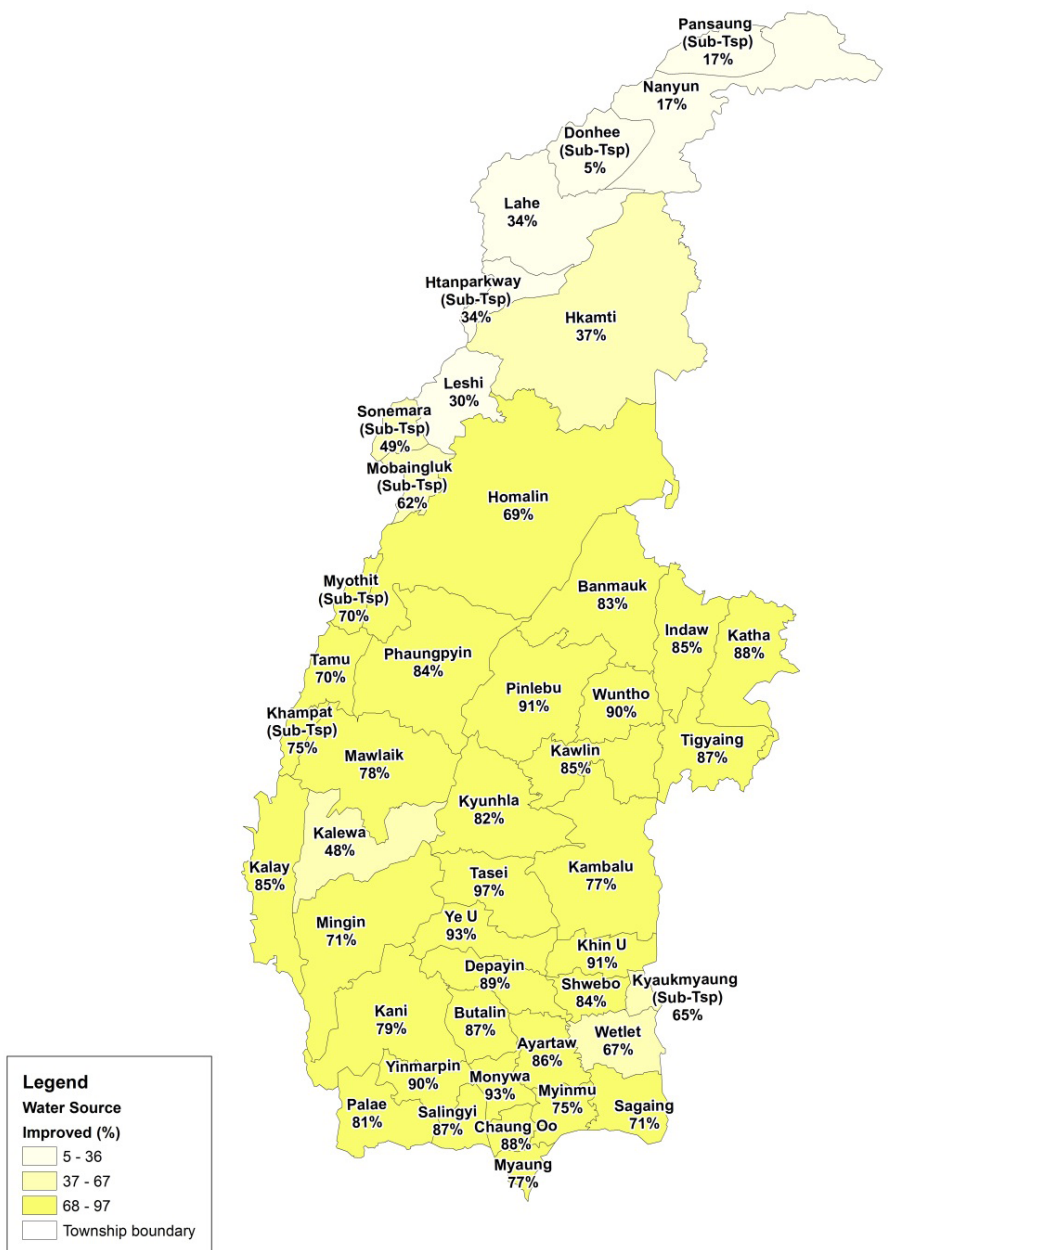 Pansaung
(Sub-Tsp)
17%
Nanyun
17%
Donhee
(Sub-Tsp)
5%
Lahe
34%
Htanparkway
(Sub-Tsp)
34%
Hkamti
37%
Leshi
30%
Sonemara
(Sub-Tsp)
49%
Mobaingluk
(Sub-Tsp)
62%
Homalin
69%
Myothit
(Sub-Tsp)
70%
Banmauk
83%
Indaw
85%
Katha
88%
Tamu
70%
Phaungpyin
84%
Pinlebu
91%
Wuntho
90%
Khampat
(Sub-Tsp)
75%
Mawlaik
78%
Kawlin
85%
Tigyaing
87%
Kyunhla
82%
Kalewa
48%
Kalay
85%
Tasei
97%
Kambalu
77%
Mingin
71%
Ye U
93%
Khin U
91%
Depayin
89%
Shwebo
84%
Kyaukmyaung
(Sub-Tsp)
65%
Kani
79%
Butalin
87%
Wetlet
67%
Ayartaw
86%
Yinmarpin
90%
Monywa
93%
Myinmu
75%
Palae
81%
Salingyi
87%
Sagaing
71%
Chaung Oo
88%
Myaung
77%
Legend
Water Source
Improved (%)
5 - 36
37 - 67
68 - 97
Township boundary